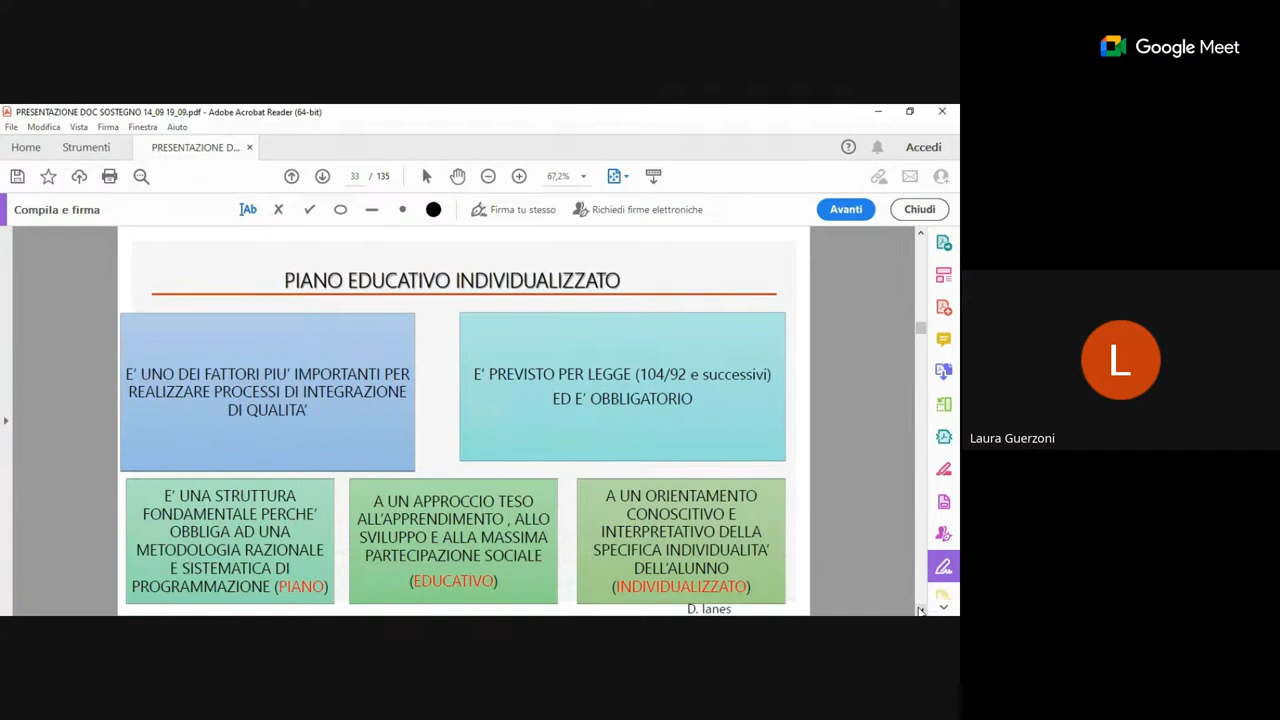 Google Meet
PRESENTAZIONE DOC SOSTEGNO 14_09 19_09.pdf - Adobe Acrobat Reader (64-bit)
File Modifica Vista Firma Finestra Aiuto
Home Strumenti PRESENTAZIONE D... × Accedi
33 / 135 67,2%
Compila e firma Ab Firma tu stesso Richiedi firme elettroniche Avanti Chiudi
PIANO EDUCATIVO INDIVIDUALIZZATO
E' UNO DEI FATTORI PIU' IMPORTANTI PER
REALIZZARE PROCESSI DI INTEGRAZIONE
DI QUALITA'
E' PREVISTO PER LEGGE (104/92 e successivi)
ED E' OBBLIGATORIO
E' UNA STRUTTURA
FONDAMENTALE PERCHE'
OBBLIGA AD UNA
METODOLOGIA RAZIONALE
E SISTEMATICA DI
PROGRAMMAZIONE (PIANO)
A UN APPROCCIO TESO
ALL'APPRENDIMENTO , ALLO
SVILUPPO E ALLA MASSIMA
PARTECIPAZIONE SOCIALE
(EDUCATIVO)
A UN ORIENTAMENTO
CONOSCITIVO E
INTERPRETATIVO DELLA
SPECIFICA INDIVIDUALITA'
DELL'ALUNNO
(INDIVIDUALIZZATO)
D. Ianes
L
Laura Guerzoni